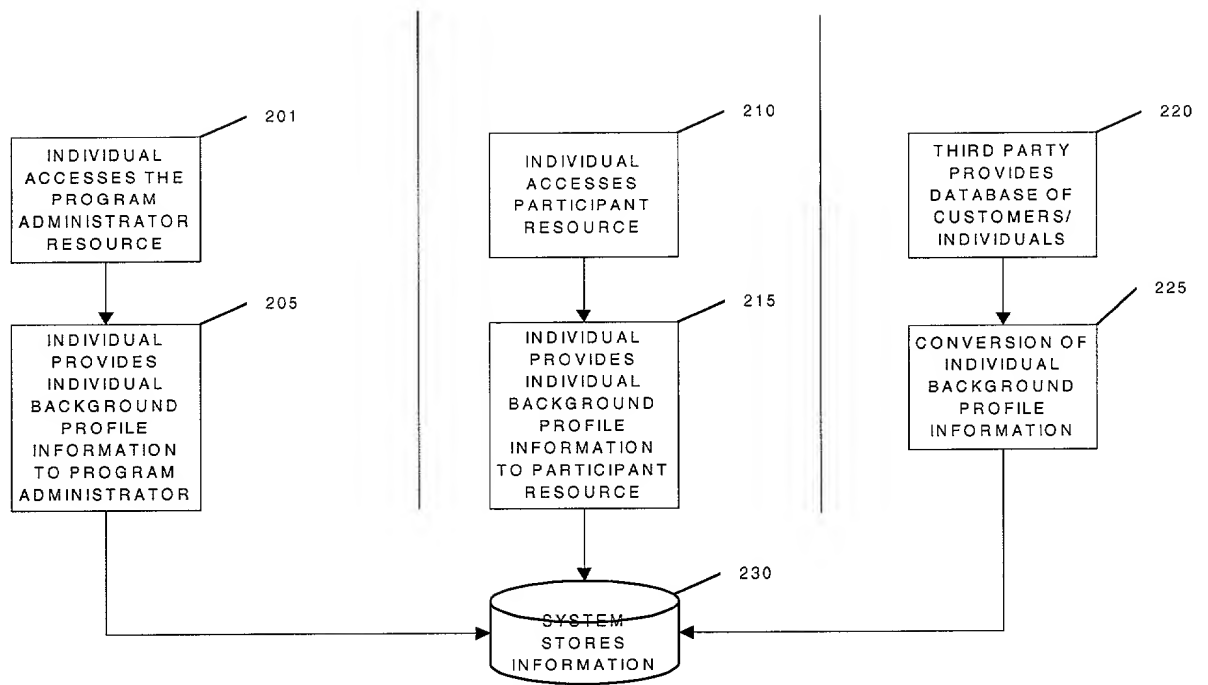 201
INDIVIDUAL
ACCESSES THE
PROGRAM
ADMINISTRATOR
RESOURCE
205
INDIVIDUAL
PROVIDES
INDIVIDUAL
BACKGROUND
PROFILE
INFORMATION
TO PROGRAM
ADMINISTRATOR
210
INDIVIDUAL
ACCESSES
PARTICIPANT
RESOURCE
215
INDIVIDUAL
PROVIDES
INDIVIDUAL
BACKGROUND
PROFILE
INFORMATION
TO PARTICIPANT
RESOURCE
220
THIRD PARTY
PROVIDES
DATABASE OF
CUSTOMERS/
INDIVIDUALS
225
CONVERSION OF
INDIVIDUAL
BACKGROUND
PROFILE
INFORMATION
230
SYSTEM
STORES
INFORMATION